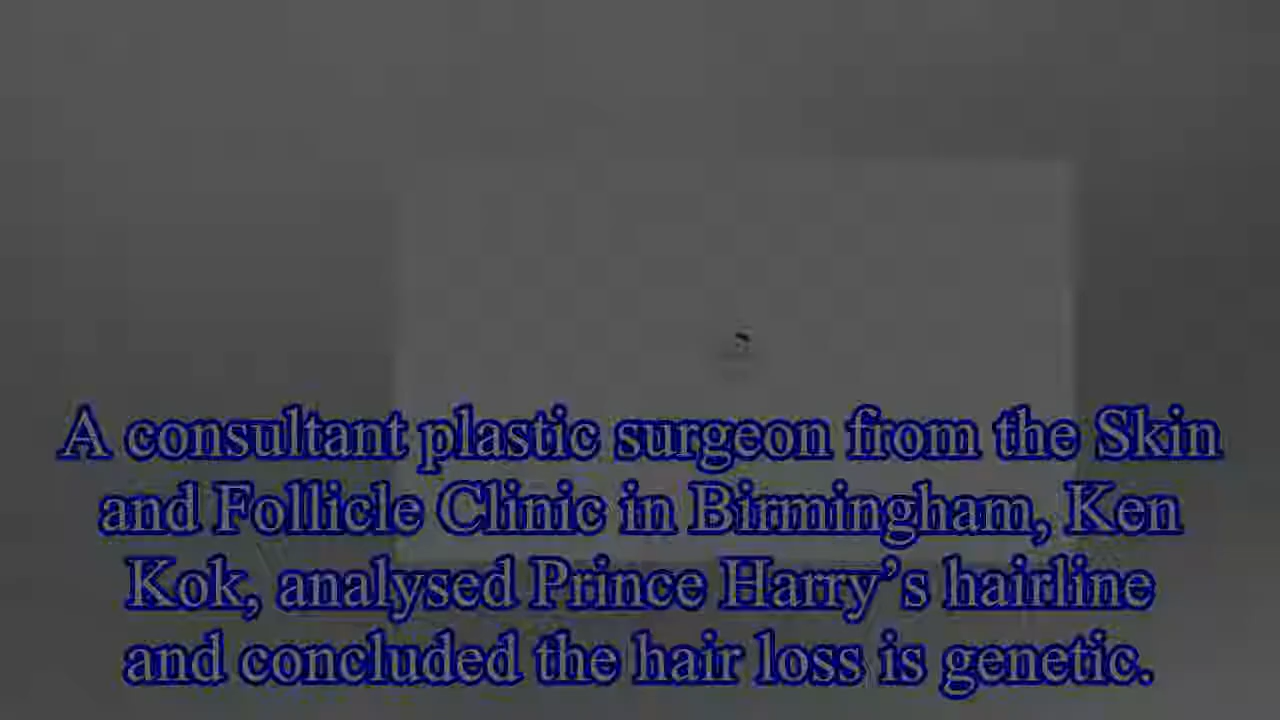 A consultant plastic surgeon from the Skin
and Follicle Clinic in Birmingham, Ken
Kok, analysed Prince Harry’s hairline
and concluded the hair loss is genetic.